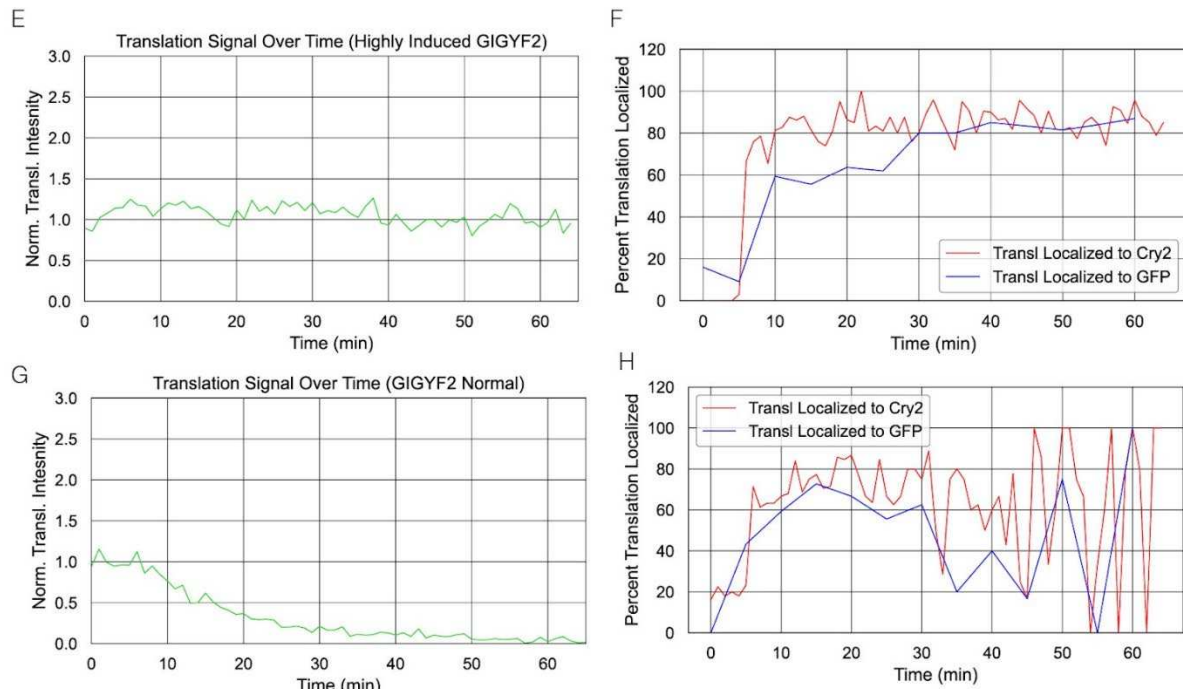 E
Translation Signal Over Time (Highly Induced GIGYF2)
Norm. Transl. Intesnity
3.0
2.5
2.0
1.5
1.0
0.5
0.0
0 10 20 30 40 50 60
Time (min)
F
Percent Translation Localized
120
100
80
60
40
20
0
Transl Localized to Cry2
Transl Localized to GFP
0 10 20 30 40 50 60
Time (min)
G
Translation Signal Over Time (GIGYF2 Normal)
Norm. Transl. Intesnity
3.0
2.5
2.0
1.5
1.0
0.5
0.0
0 10 20 30 40 50 60
Time (min)
H
Percent Translation Localized
120
100
80
60
40
20
0
Transl Localized to Cry2
Transl Localized to GFP
0 10 20 30 40 50 60
Time (min)